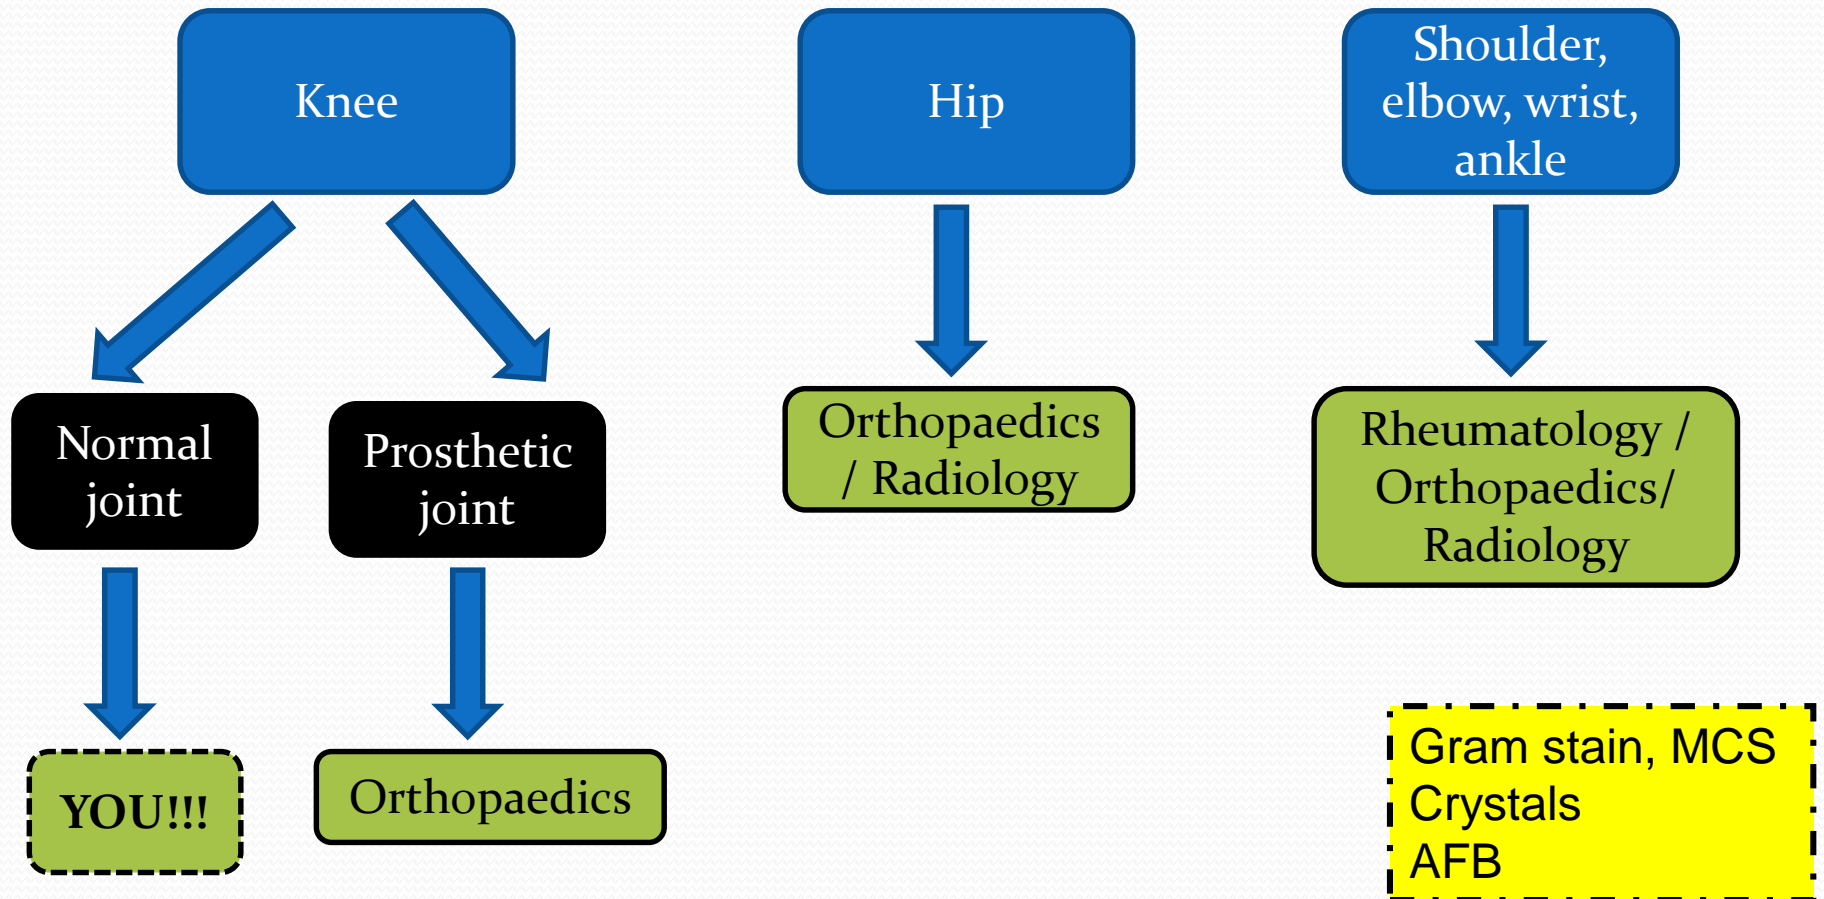 Knee
Hip
Shoulder,
elbow, wrist,
ankle
Normal
joint
Prosthetic
joint
Orthopaedics
/ Radiology
Rheumatology /
Orthopaedics/
Radiology
YOU!!!
Orthopaedics
Gram stain, MCS
Crystals
AFB